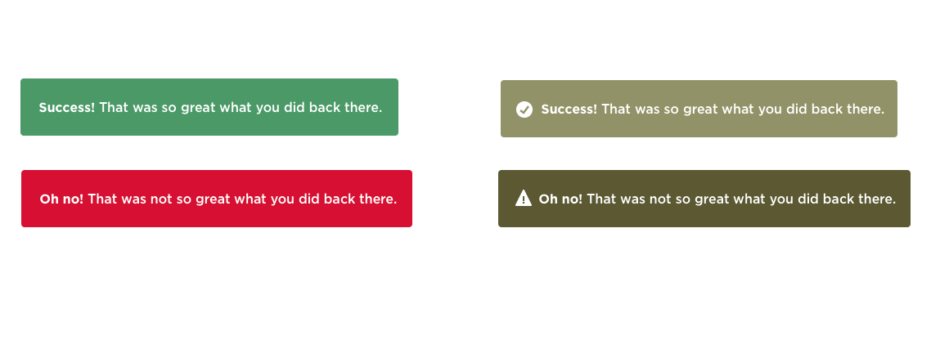 Success! That was so great what you did back there.
Success! That was so great what you did back there.
Oh no! That was not so great what you did back there.
Oh no! That was not so great what you did back there.